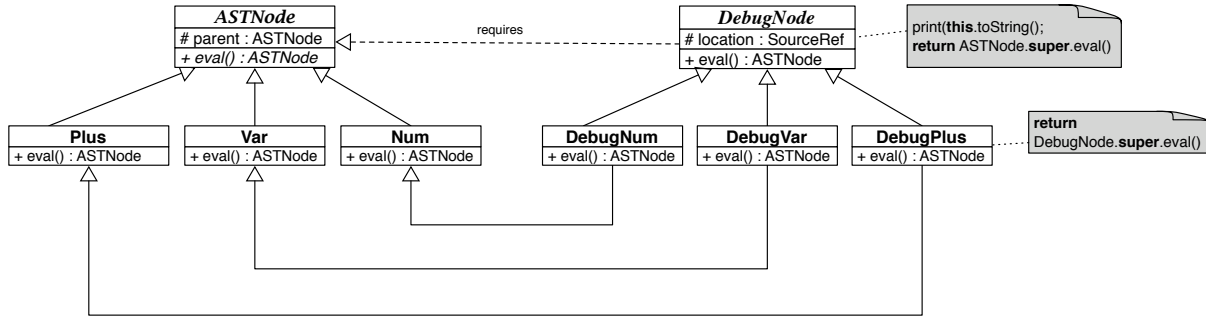 ASTNode
# parent : ASTNode
+ eval() : ASTNode
requires
DebugNode
# location : SourceRef
+ eval() : ASTNode
print(this.toString();
return ASTNode.super.eval()
Plus
+ eval() : ASTNode
Var
+ eval() : ASTNode
Num
+ eval() : ASTNode
DebugNum
+ eval() : ASTNode
DebugVar
+ eval() : ASTNode
DebugPlus
+ eval() : ASTNode
return
DebugNode.super.eval()